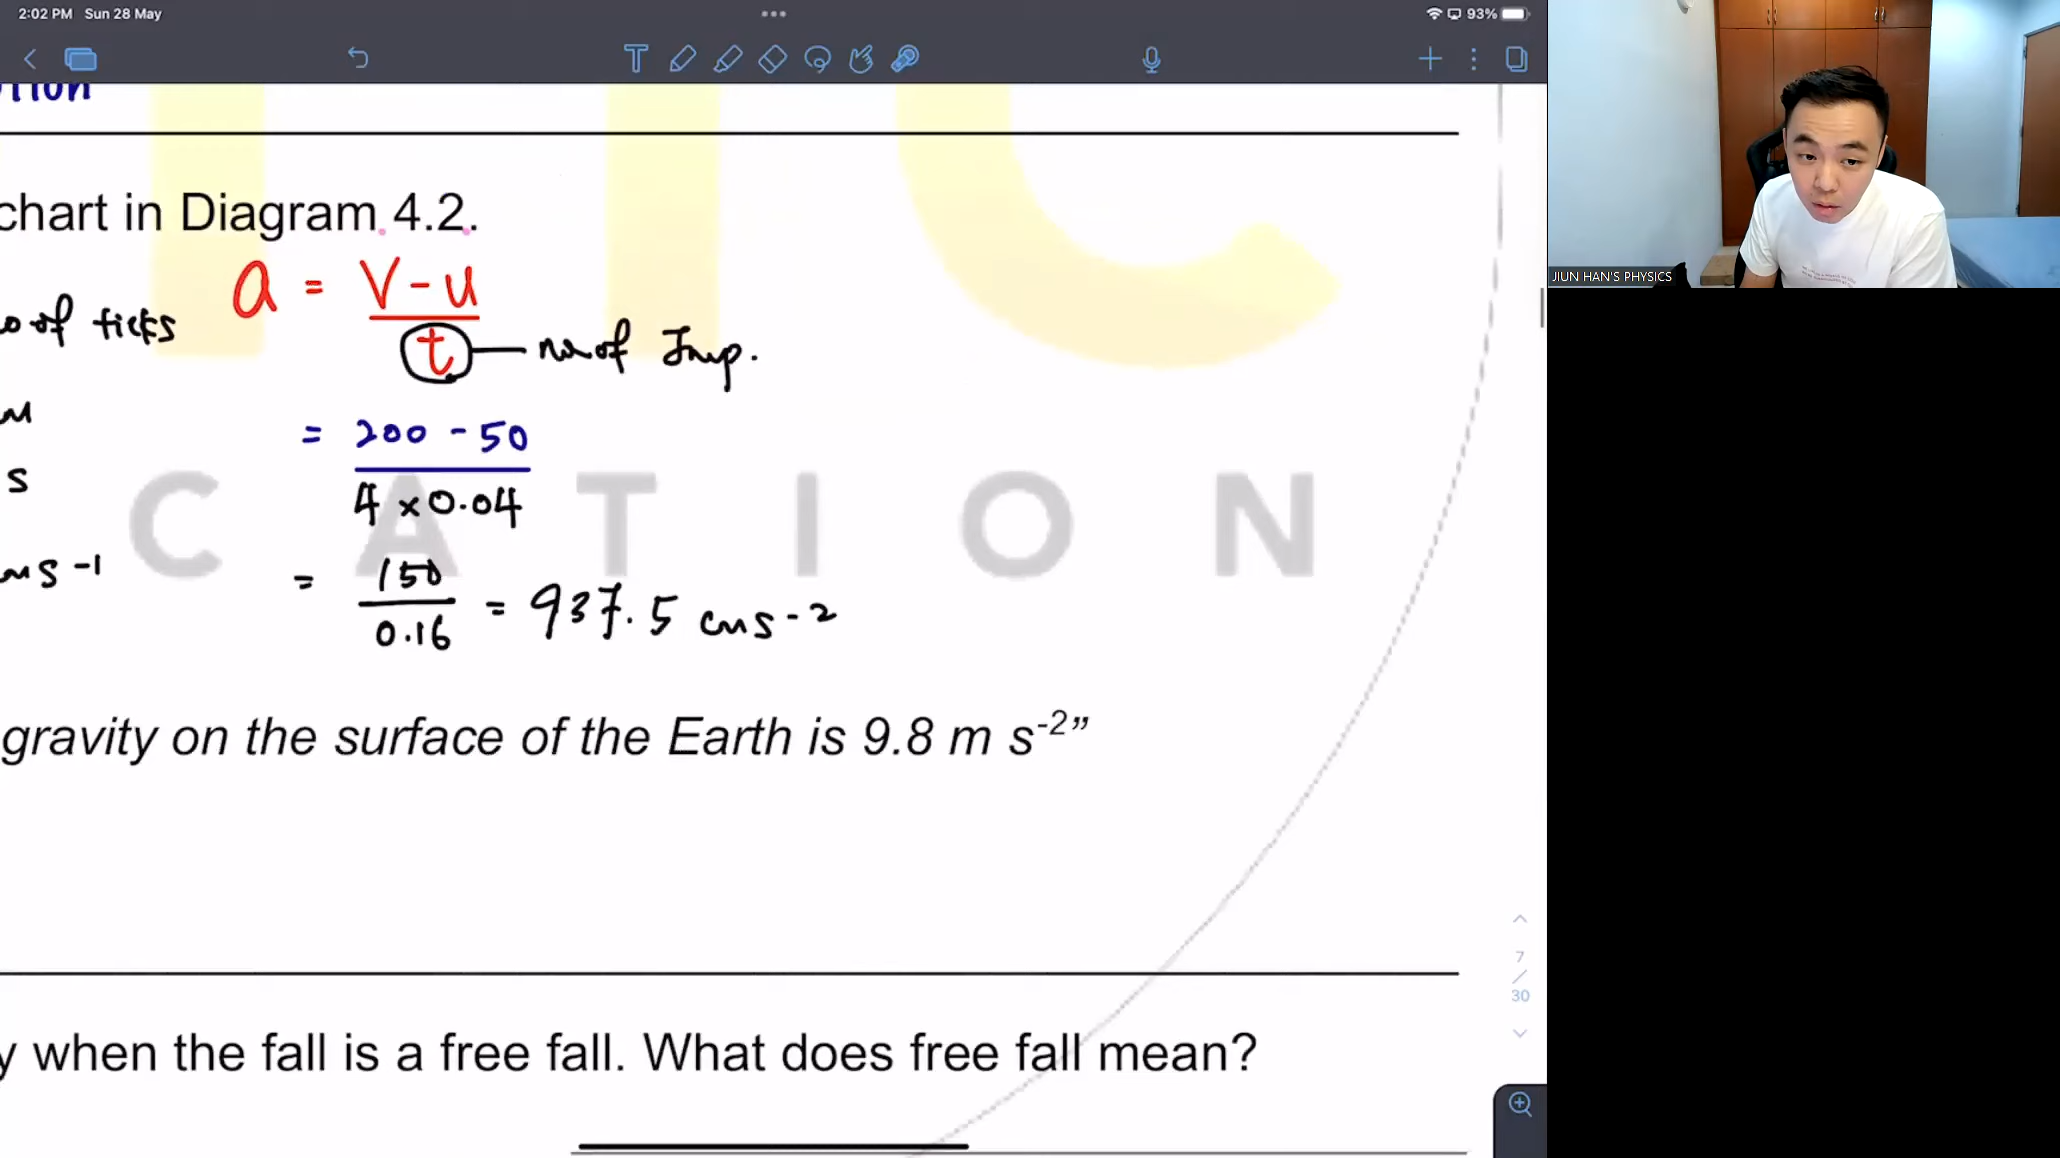 2:02 PM Sun 28 May
93%
otion
chart in Diagram 4.2.
a = v - u
t
no of Imp.
o of ticks
= 200 - 50
4 × 0.04
s
ms -1
= 150
0.16
= 937.5 cms -2
C A T I O N
gravity on the surface of the Earth is 9.8 m s-2”
y when the fall is a free fall. What does free fall mean?
7
/
30
JIUN HAN'S PHYSICS